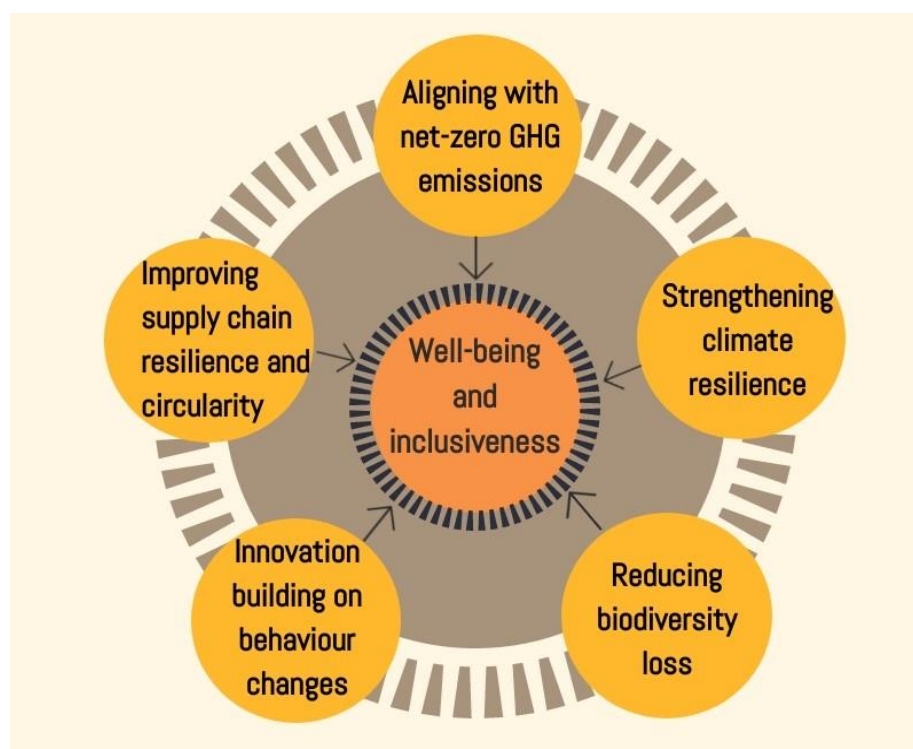 Aligning with
net-zero GHG
emissions
Improving
supply chain
resilience and
circularity
Strengthening
climate
resilience
Well-being
and
inclusiveness
Innovation
building on
behaviour
changes
Reducing
biodiversity
loss